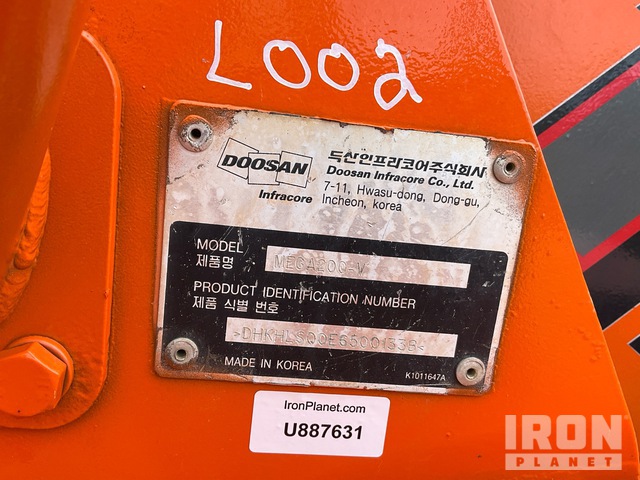 LOO2
DOOSAN
Infracore
두산인프라코어주식회사
Doosan Infracore Co., Ltd.
7-11, Hwasu-dong, Dong-gu,
Incheon, korea
MODEL
제품명
MEGA200-V
PRODUCT IDENTIFICATION NUMBER
제품 식별 번호
MADE IN KOREA
K1011647A
IronPlanet.com
U887631
IRON
PLANET